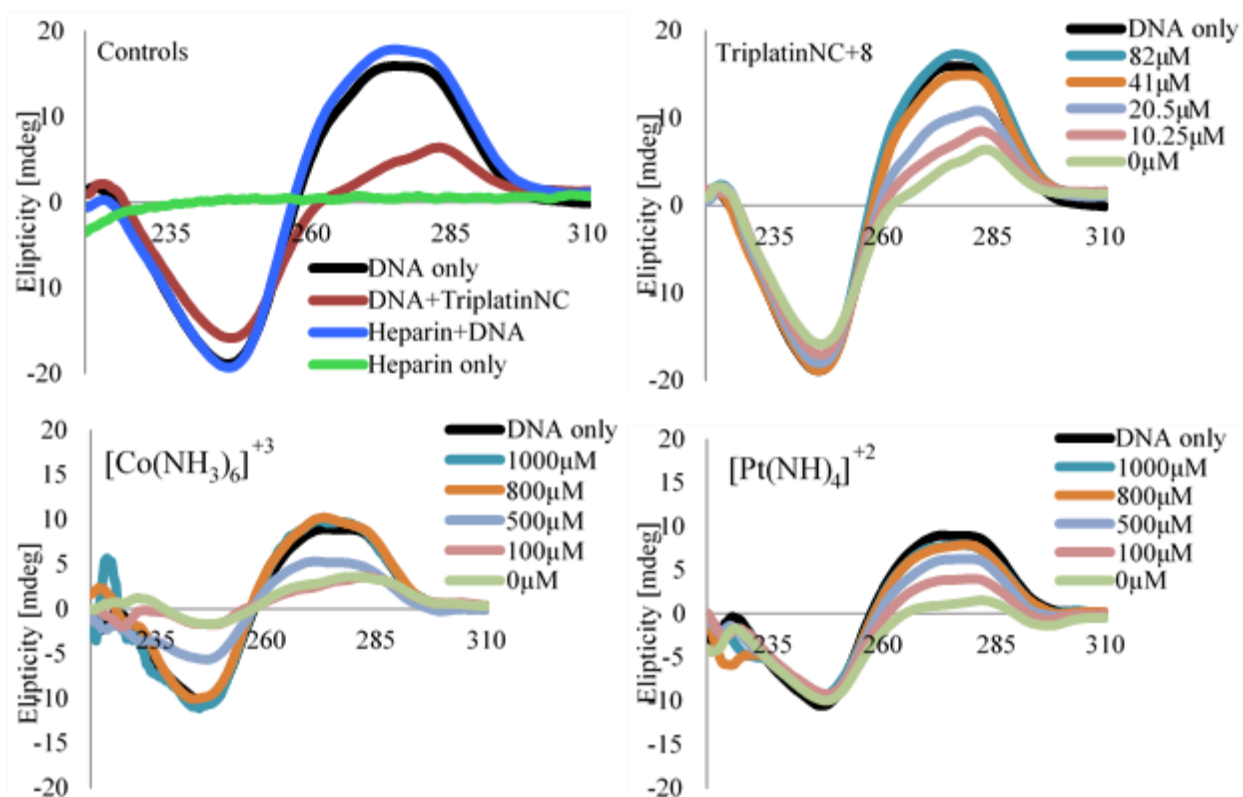 Controls
20
10
0
-10
-20
Elipticity [mdeg]
235
260
285
310
DNA only
DNA+TriplatinNC
Heparin+DNA
Heparin only
TriplatinNC+8
20
10
0
-10
-20
Elipticity [mdeg]
235
260
285
310
DNA only
82μM
41μM
20.5μM
10.25μM
0μM
[Co(NH₃)₆]⁺³
20
15
10
5
0
-5
-10
-15
-20
Elipticity [mdeg]
235
260
285
310
DNA only
1000μM
800μM
500μM
100μM
0μM
[Pt(NH)₄]⁺²
20
15
10
5
0
-5
-10
-15
-20
Elipticity [mdeg]
235
260
285
310
DNA only
1000μM
800μM
500μM
100μM
0μM